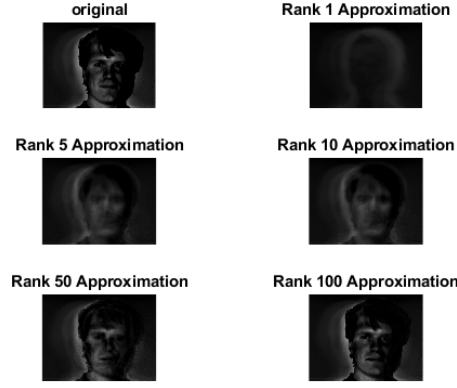 original
Rank 1 Approximation
Rank 5 Approximation
Rank 10 Approximation
Rank 50 Approximation
Rank 100 Approximation